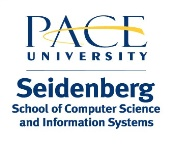 PACE
UNIVERSITY
Seidenberg
School of Computer Science
and Information Systems